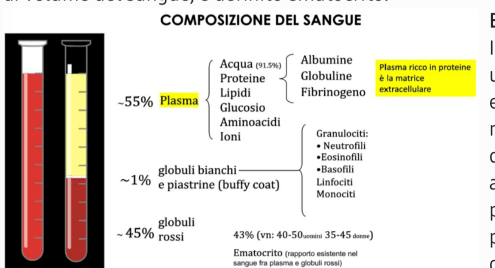 di volume del sangue, è definito ematocrito.
COMPOSIZIONE DEL SANGUE
~55% Plasma
Acqua (91.5%)
Proteine
Lipidi
Glucosio
Aminoacidi
Ioni
Albumine
Globuline
Fibrinogeno
Plasma ricco in proteine
è la matrice
extracellulare
~1% globuli bianchi
e piastrine (buffy coat)
Granulociti:
• Neutrofili
•Eosinofili
•Basofili
Linfociti
Monociti
~ 45% globuli
rossi
43% (vn: 40-50uomini 35-45 donne)
Ematocrito (rapporto esistente nel
sangue fra plasma e globuli rossi)